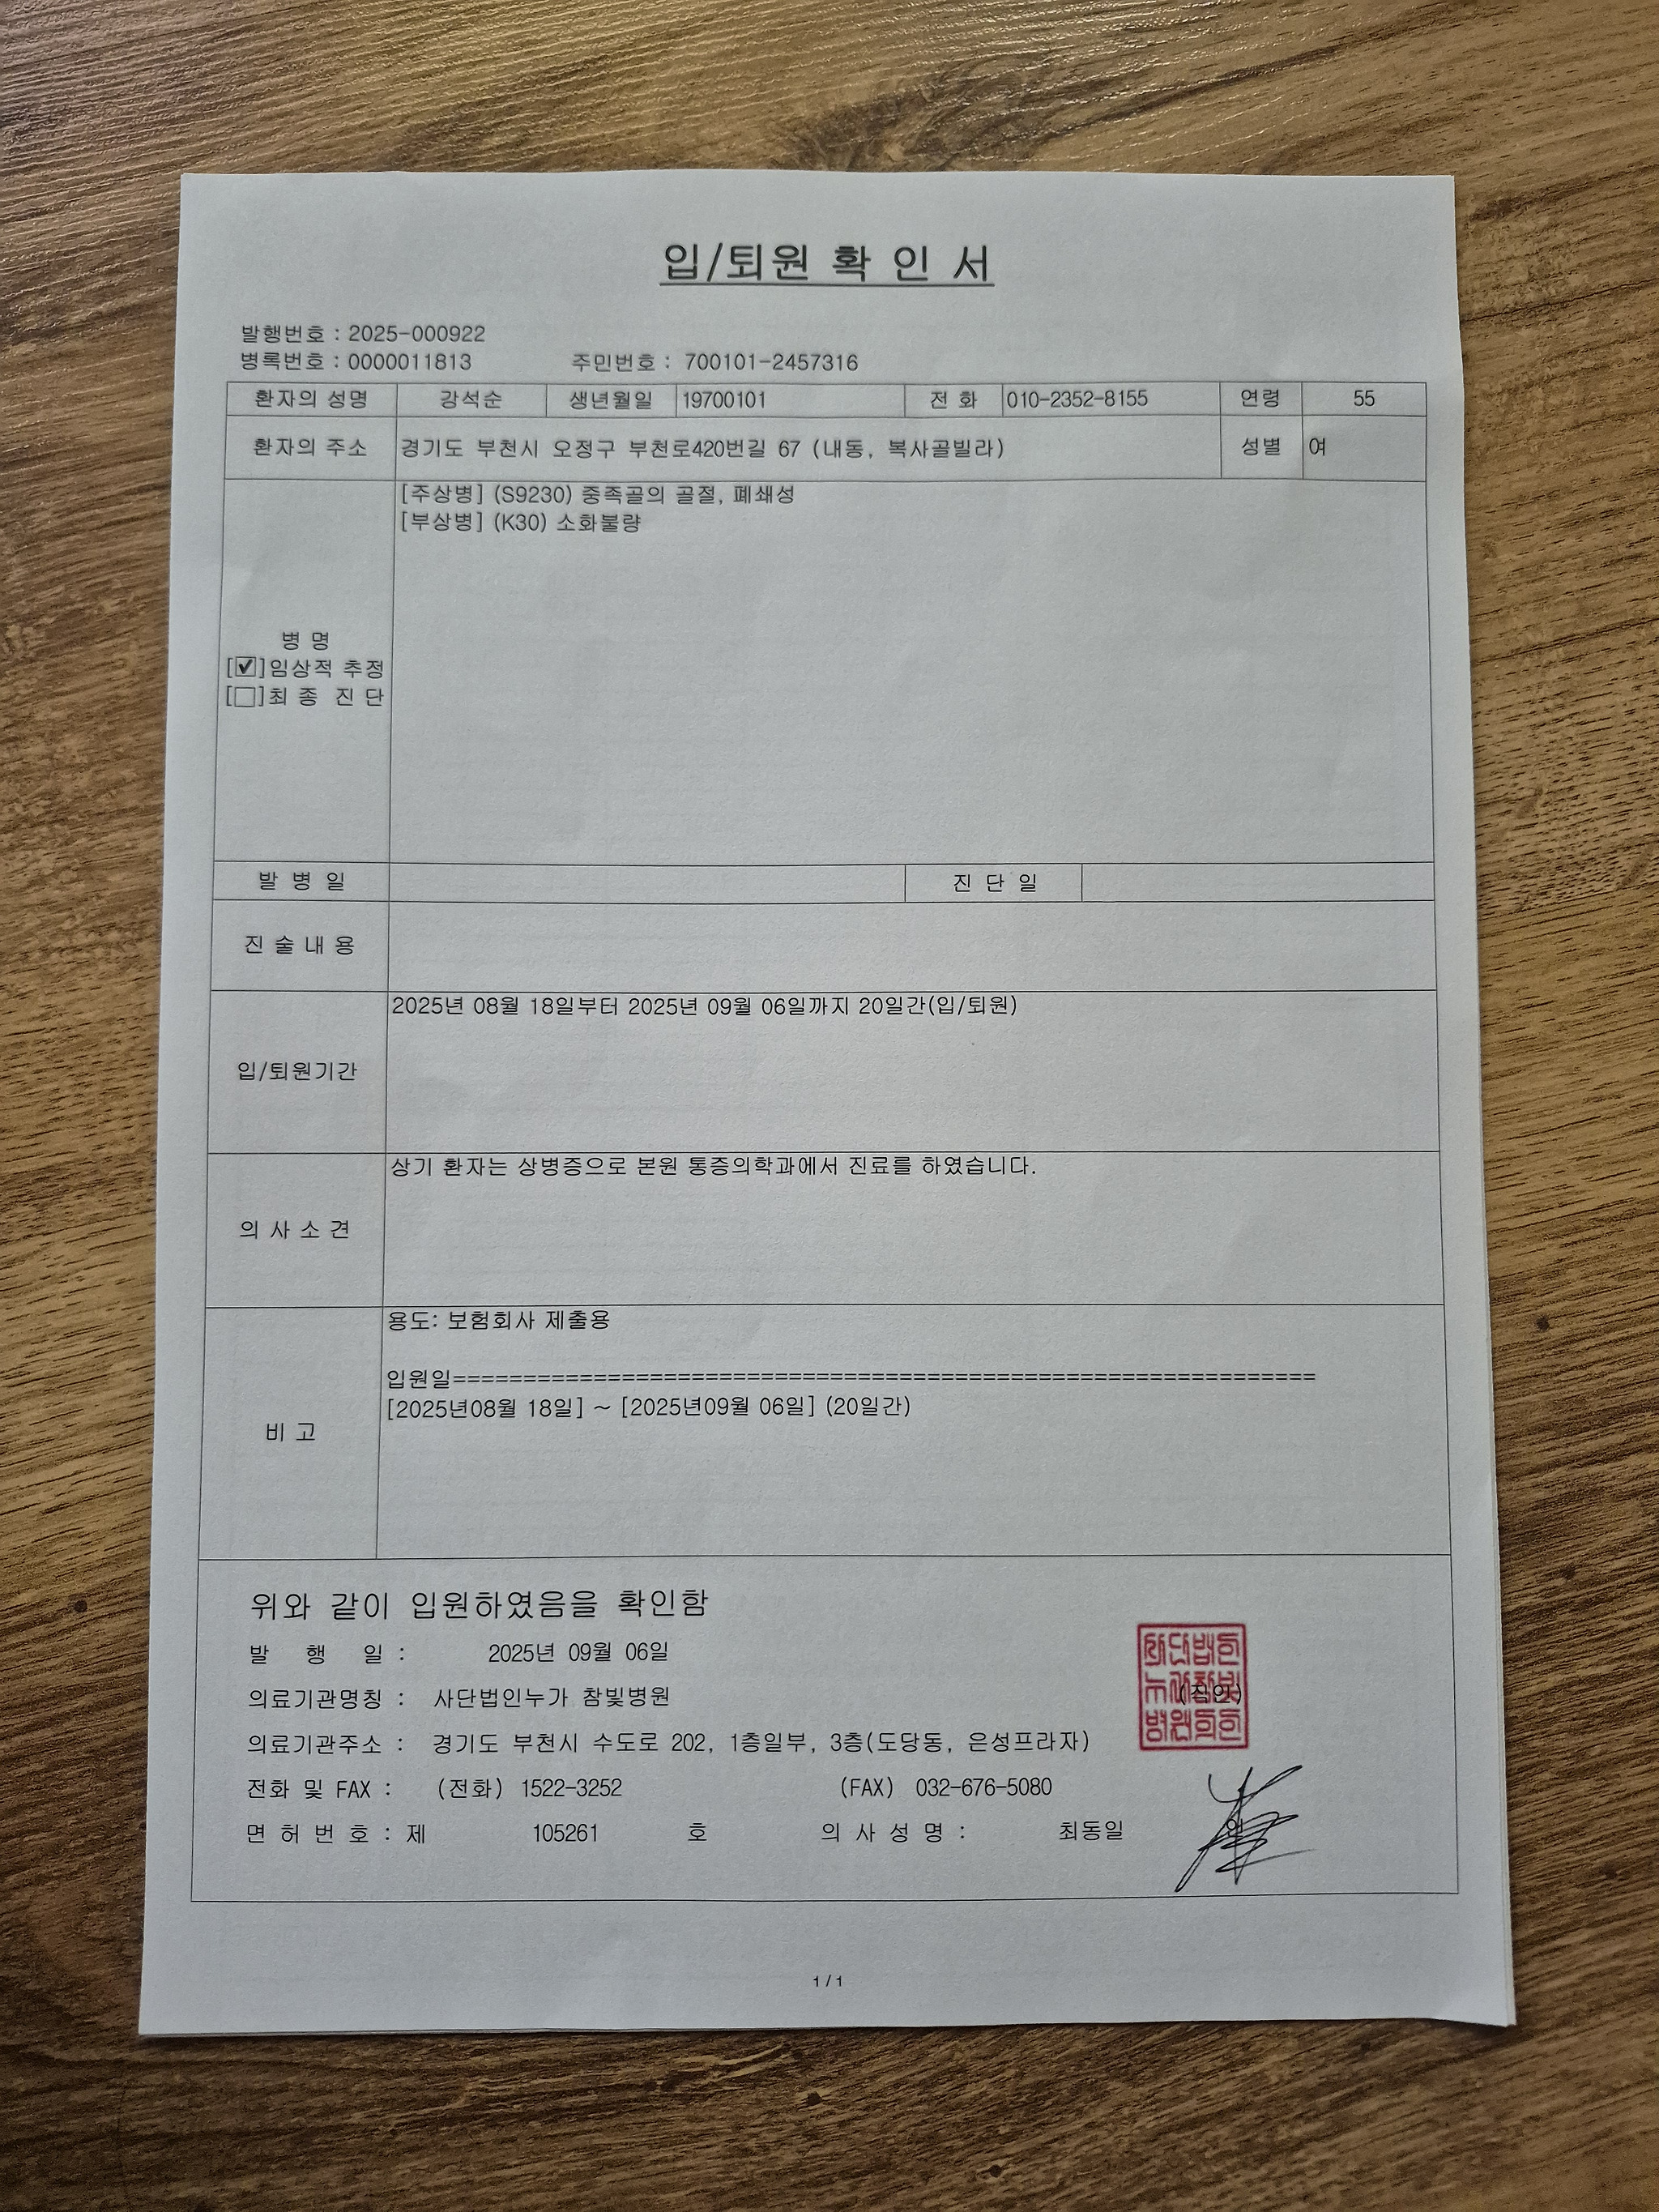 입/퇴원 확 인 서
발행번호 : 2025-000922
병록번호 : 0000011813 주민번호 : 700101-2457316
환자의 성명 강석순 생년월일 19700101 전 화 010-2352-8155 연령 55
환자의 주소 경기도 부천시 오정구 부천로420번길 67 (내동, 복사골빌라) 성별 여
[주상병] (S9230) 중족골의 골절, 폐쇄성
[부상병] (K30) 소화불량
병 명
[✔]임상적 추정
[ ]최 종 진 단
발 병 일 진 단 일
진 술 내 용
2025년 08월 18일부터 2025년 09월 06일까지 20일간(입/퇴원)
입/퇴원기간
상기 환자는 상병증으로 본원 통증의학과에서 진료를 하였습니다.
의 사 소 견
용도: 보험회사 제출용
입원일==============================================================
[2025년08월 18일] ~ [2025년09월 06일] (20일간)
비 고
위와 같이 입원하였음을 확인함
발 행 일 : 2025년 09월 06일
의료기관명칭 : 사단법인누가 참빛병원 (직인)
의료기관주소 : 경기도 부천시 수도로 202, 1층일부, 3층(도당동, 은성프라자)
전화 및 FAX : (전화) 1522-3252 (FAX) 032-676-5080
면 허 번 호 : 제 105261 호 의 사 성 명 : 최동일
1 / 1